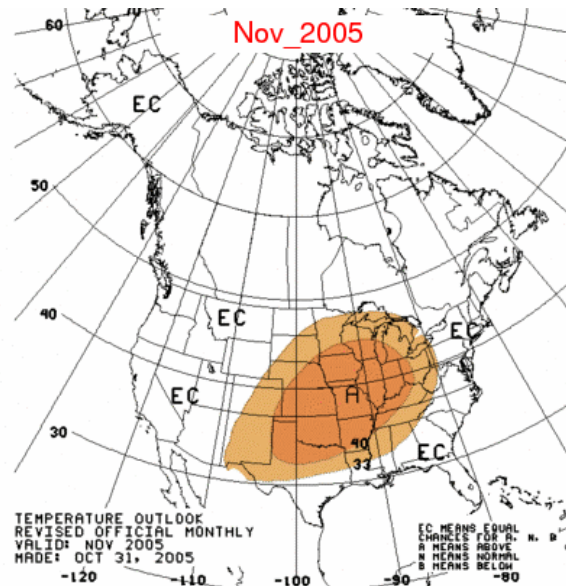 Nov_2005
60
70
EC
50
40
EC
EC
EC
A
30
40
33
EC
TEMPERATURE OUTLOOK
REVISED OFFICIAL MONTHLY
VALID: NOV 2005
MADE: OCT 31, 2005
EC MEANS EQUAL
CHANCES FOR A, N, B
A MEANS ABOVE
N MEANS NORMAL
B MEANS BELOW
-120
-110
-100
-90
-80